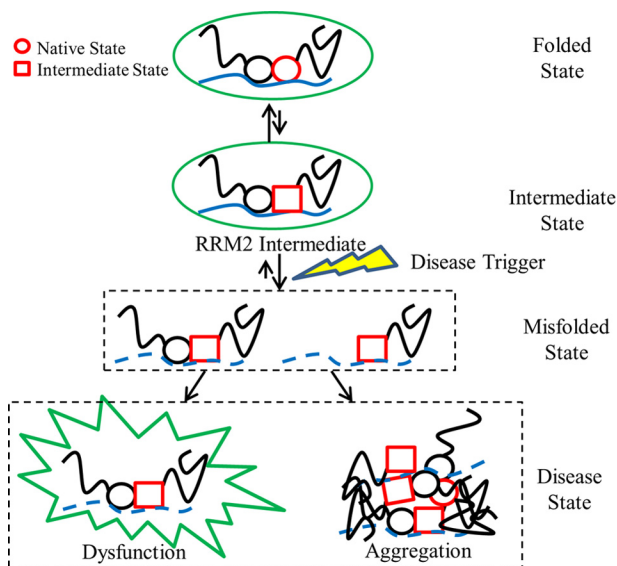 Native State
Intermediate State
Folded
State
Intermediate
State
RRM2 Intermediate
Disease Trigger
Misfolded
State
Disease
State
Dysfunction
Aggregation